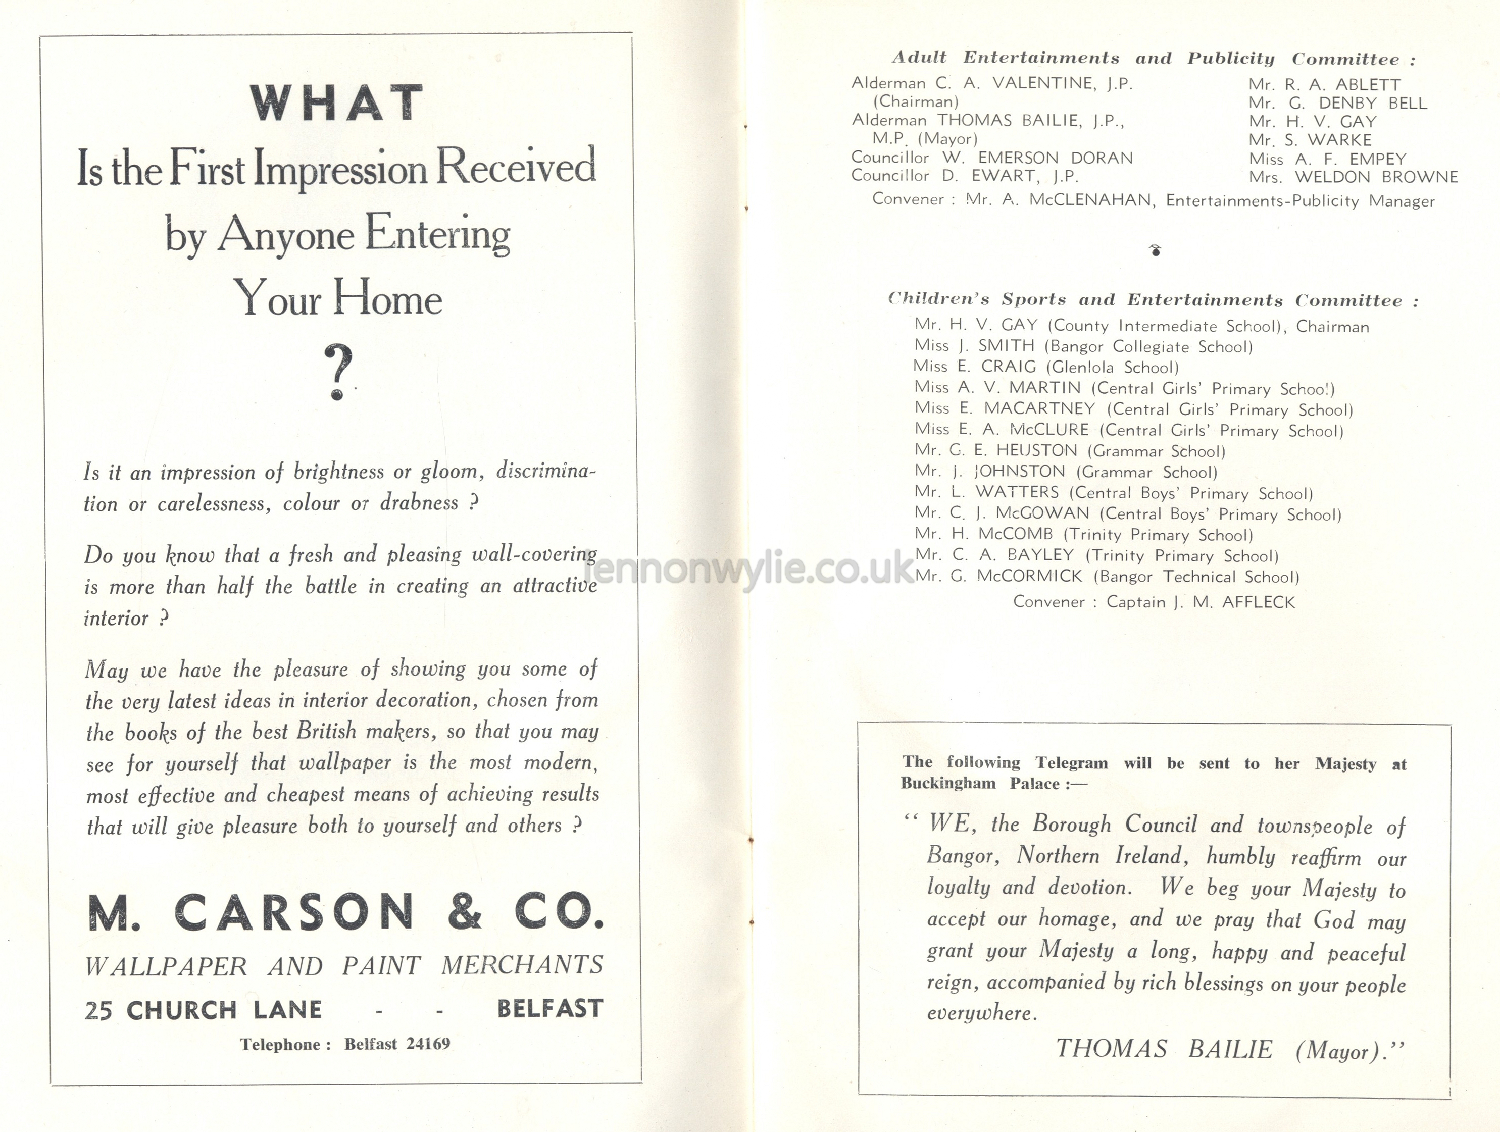 WHAT
Is the First Impression Received
by Anyone Entering
Your Home
?
Is it an impression of brightness or gloom, discrimina-
tion or carelessness, colour or drabness ?
Do you know that a fresh and pleasing wall-covering
is more than half the battle in creating an attractive
interior ?
May we have the pleasure of showing you some of
the very latest ideas in interior decoration, chosen from
the books of the best British makers, so that you may
see for yourself that wallpaper is the most modern,
most effective and cheapest means of achieving results
that will give pleasure both to yourself and others ?
M. CARSON & CO.
WALLPAPER AND PAINT MERCHANTS
25 CHURCH LANE - - BELFAST
Telephone : Belfast 24169
lennonwylie.co.uk
Adult Entertainments and Publicity Committee :
Alderman C. A. VALENTINE, J.P.
(Chairman)
Alderman THOMAS BAILIE, J.P.,
M.P. (Mayor)
Councillor W. EMERSON DORAN
Councillor D. EWART, J.P.
Mr. R. A. ABLETT
Mr. G. DENBY BELL
Mr. H. V. GAY
Mr. S. WARKE
Miss A. F. EMPEY
Mrs. WELDON BROWNE
Convener : Mr. A. McCLENAHAN, Entertainments-Publicity Manager
Children's Sports and Entertainments Committee :
Mr. H. V. GAY (County Intermediate School), Chairman
Miss J. SMITH (Bangor Collegiate School)
Miss E. CRAIG (Glenlola School)
Miss A. V. MARTIN (Central Girls' Primary School)
Miss E. MACARTNEY (Central Girls' Primary School)
Miss E. A. McCLURE (Central Girls' Primary School)
Mr. G. E. HEUSTON (Grammar School)
Mr. J. JOHNSTON (Grammar School)
Mr. L. WATTERS (Central Boys' Primary School)
Mr. C. J. McGOWAN (Central Boys' Primary School)
Mr. H. McCOMB (Trinity Primary School)
Mr. C. A. BAYLEY (Trinity Primary School)
Mr. G. McCORMICK (Bangor Technical School)
Convener : Captain J. M. AFFLECK
The following Telegram will be sent to her Majesty at
Buckingham Palace :—
" WE, the Borough Council and townspeople of
Bangor, Northern Ireland, humbly reaffirm our
loyalty and devotion. We beg your Majesty to
accept our homage, and we pray that God may
grant your Majesty a long, happy and peaceful
reign, accompanied by rich blessings on your people
everywhere.
THOMAS BAILIE (Mayor)."